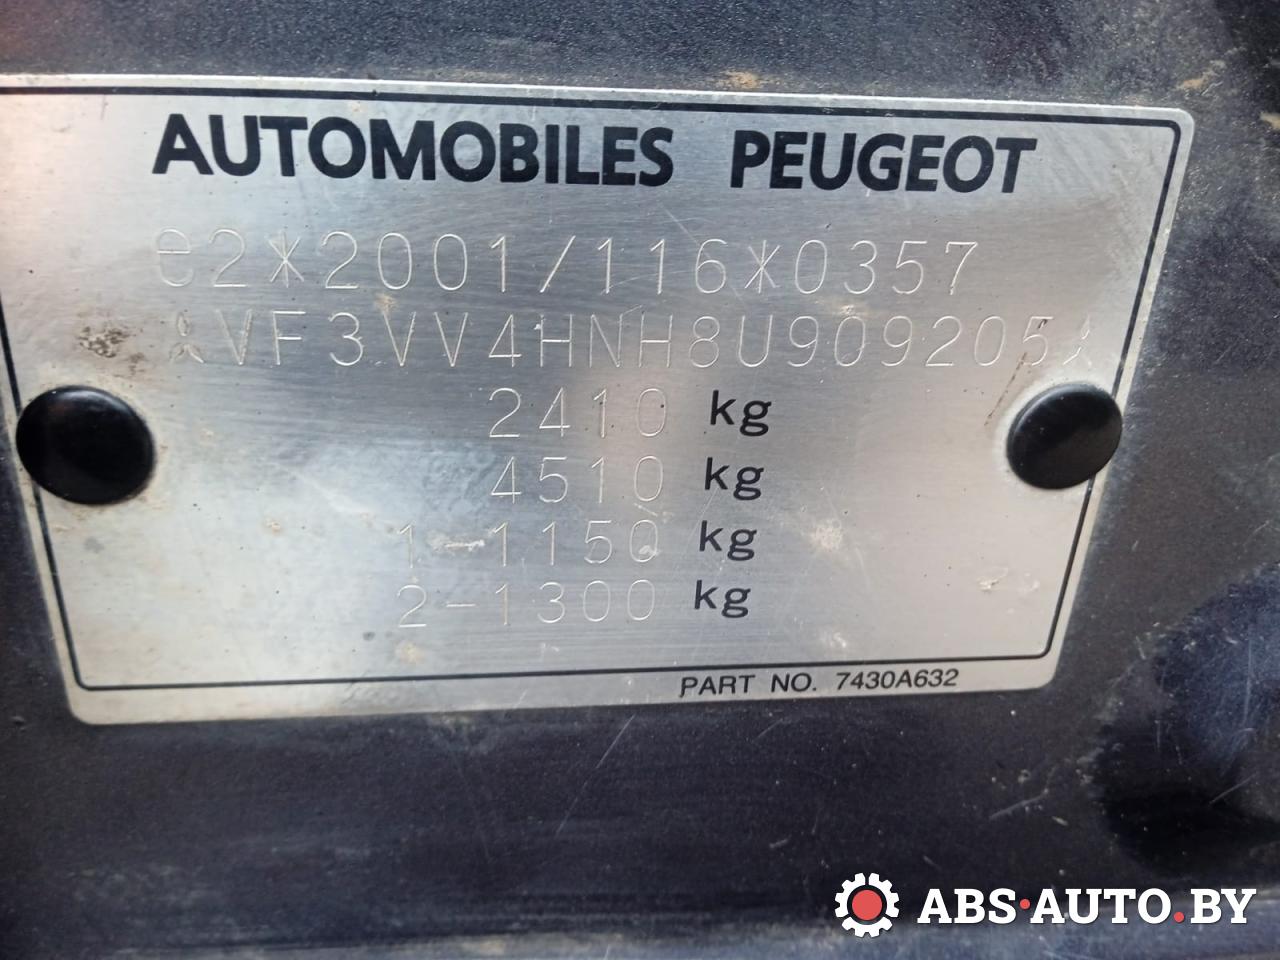 AUTOMOBILES PEUGEOT
e2*2001/116*0357
*VF3VV4HNH8U909205*
2410 kg
4510 kg
1-1150 kg
2-1300 kg
PART NO. 7430A632
ABS·AUTO.BY